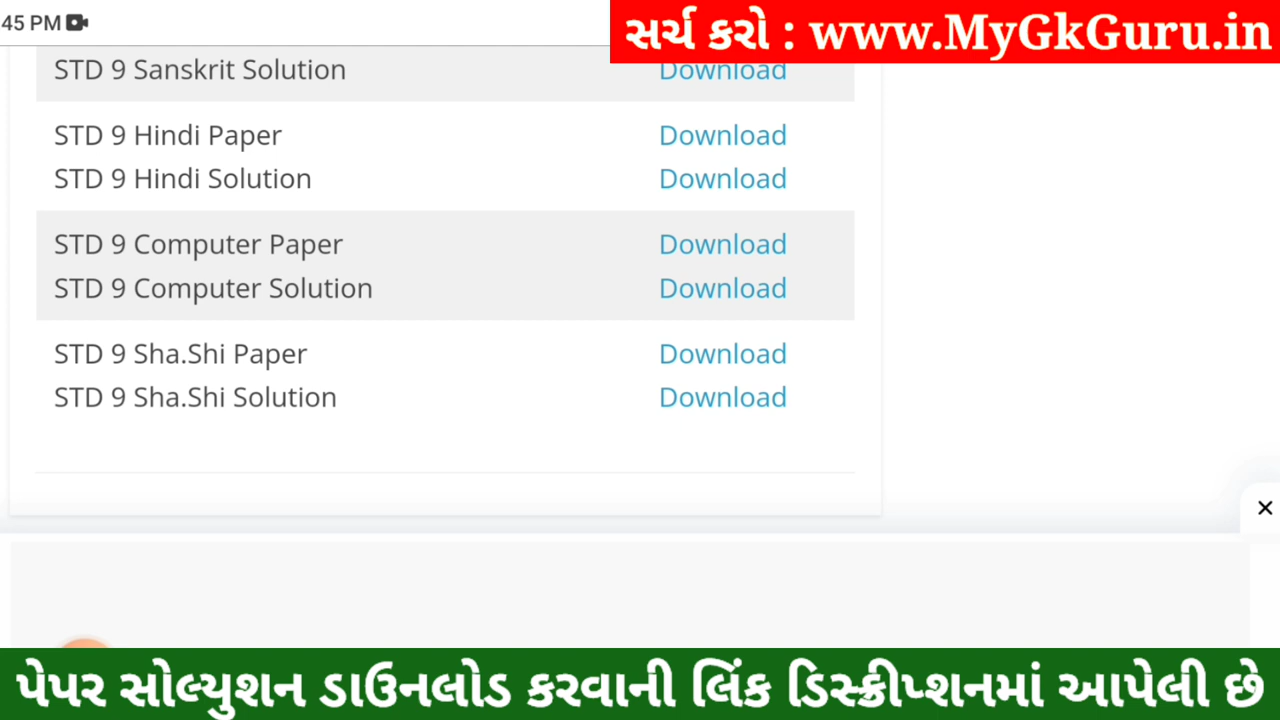 45 PM
સર્ચ કરો : www.MyGkGuru.in
STD 9 Sanskrit Solution Download
STD 9 Hindi Paper Download
STD 9 Hindi Solution Download
STD 9 Computer Paper Download
STD 9 Computer Solution Download
STD 9 Sha.Shi Paper Download
STD 9 Sha.Shi Solution Download
પેપર સોલ્યુશન ડાઉનલોડ કરવાની લિંક ડિસ્ક્રીપ્શનમાં આપેલી છે